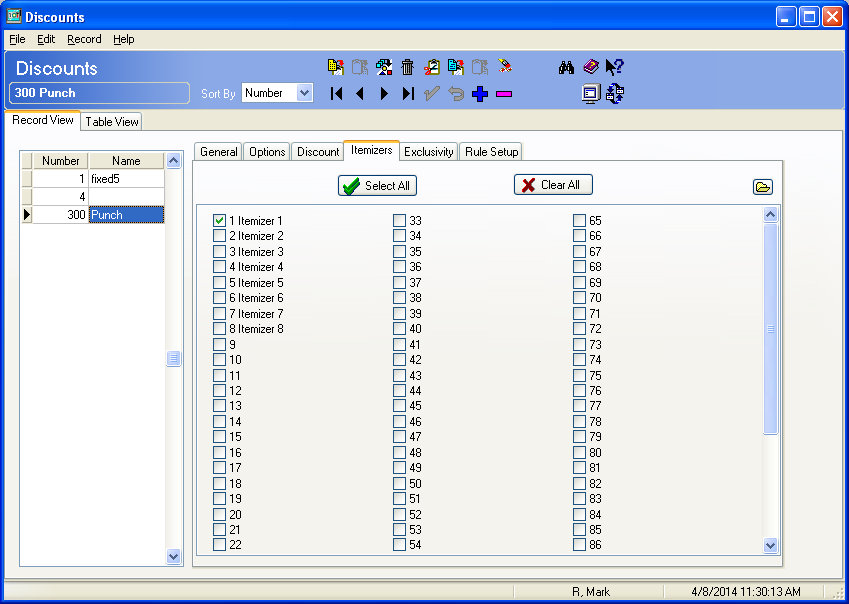 Discounts
File Edit Record Help
Discounts
300 Punch
Sort By Number
Record View Table View
Number Name
1 fixed5
4
300 Punch
General Options Discount Itemizers Exclusivity Rule Setup
Select All Clear All
1 Itemizer 1 33 65
2 Itemizer 2 34 66
3 Itemizer 3 35 67
4 Itemizer 4 36 68
5 Itemizer 5 37 69
6 Itemizer 6 38 70
7 Itemizer 7 39 71
8 Itemizer 8 40 72
9 41 73
10 42 74
11 43 75
12 44 76
13 45 77
14 46 78
15 47 79
16 48 80
17 49 81
18 50 82
19 51 83
20 52 84
21 53 85
22 54 86
R, Mark 4/8/2014 11:30:13 AM